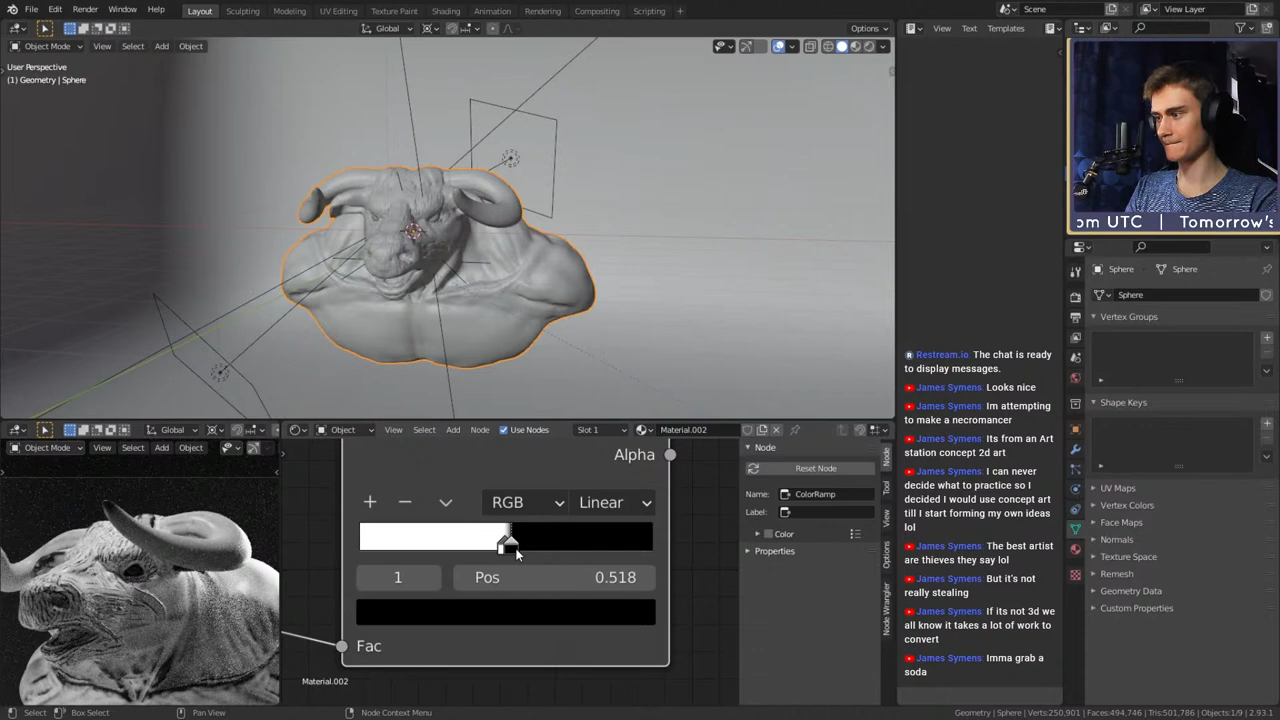 File Edit Render Window Help Layout Sculpting Modeling UV Editing Texture Paint Shading Animation Rendering Compositing Scripting + Scene View Layer
Global Options View Text Templates
Object Mode View Select Add Object
User Perspective
(1) Geometry | Sphere
om UTC | Tomorrow's
Sphere Sphere
Sphere
Vertex Groups
Shape Keys
UV Maps
Vertex Colors
Face Maps
Normals
Texture Space
Remesh
Geometry Data
Custom Properties
Restream.io The chat is ready
to display messages.
James Symens Looks nice
James Symens Im attempting
to make a necromancer
James Symens Its from an Art
station concept 2d art
James Symens I can never
decide what to practice so I
decided I would use concept art
till I start forming my own ideas
lol
James Symens The best artist
are thieves they say lol
James Symens But it's not
really stealing
James Symens If its not 3d we
all know it takes a lot of work to
convert
James Symens Imma grab a
soda
Global Object View Select Add Node Use Nodes Slot 1 Material.002
Object Mode View Select Add Object
Alpha
RGB Linear
1 Pos 0.518
Fac
Material.002
Node
Reset Node
Name: ColorRamp
Label:
Color
Properties
Node
Tool
View
Options
Node Wrangler
Select Box Select Pan View Node Context Menu Geometry | Sphere | Verts:250,901 | Faces:494,746 | Tris:501,786 | Objects:1/9 | 2.93.1